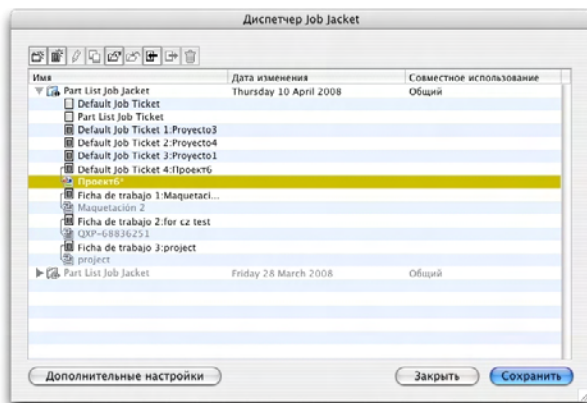 Диспетчер Job Jacket
Имя Дата изменения Совместное использование
Part List Job Jacket Thursday 10 April 2008 Общий
Default Job Ticket
Part List Job Ticket
Default Job Ticket 1:Proyecto3
Default Job Ticket 2:Proyecto4
Default Job Ticket 3:Proyecto1
Default Job Ticket 4:Проект6
Проект6*
Ficha de trabajo 1:Maquetaci...
Maquetación 2
Ficha de trabajo 2:for cz test
QXP-68836251
Ficha de trabajo 3:project
project
Part List Job Jacket Friday 28 March 2008 Общий
Дополнительные настройки Закрыть Сохранить